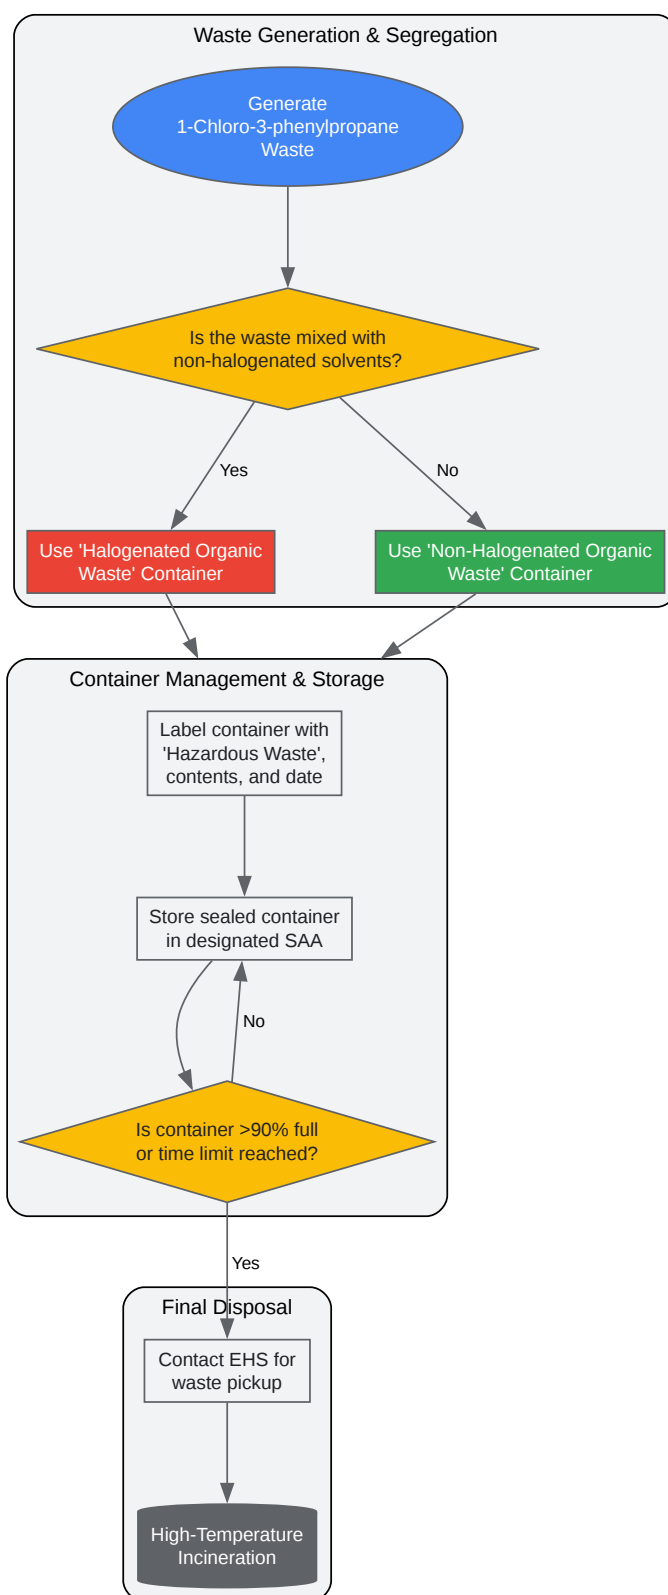 Waste Generation & Segregation
Generate
1-Chloro-3-phenylpropane
Waste
Is the waste mixed with
non-halogenated solvents?
Yes
No
Use 'Halogenated Organic
Waste' Container
Use 'Non-Halogenated Organic
Waste' Container
Container Management & Storage
Label container with
'Hazardous Waste',
contents, and date
Store sealed container
in designated SAA
No
Is container >90% full
or time limit reached?
Yes
Final Disposal
Contact EHS for
waste pickup
High-Temperature
Incineration